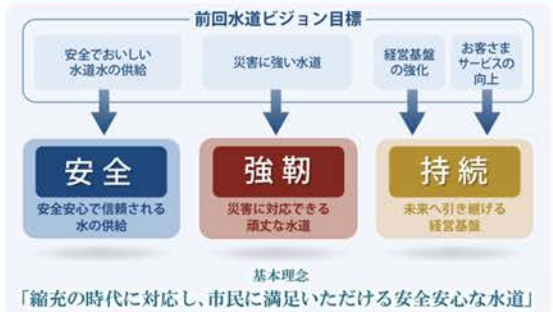 前回水道ビジョン目標
安全でおいしい
水道水の供給
災害に強い水道
経営基盤
の強化
お客さま
サービスの
向上
安全
安全安心で信頼される
水の供給
強靭
災害に対応できる
頑丈な水道
持続
未来へ引き継げる
経営基盤
基本理念
「縮充の時代に対応し、市民に満足いただける安全安心な水道」